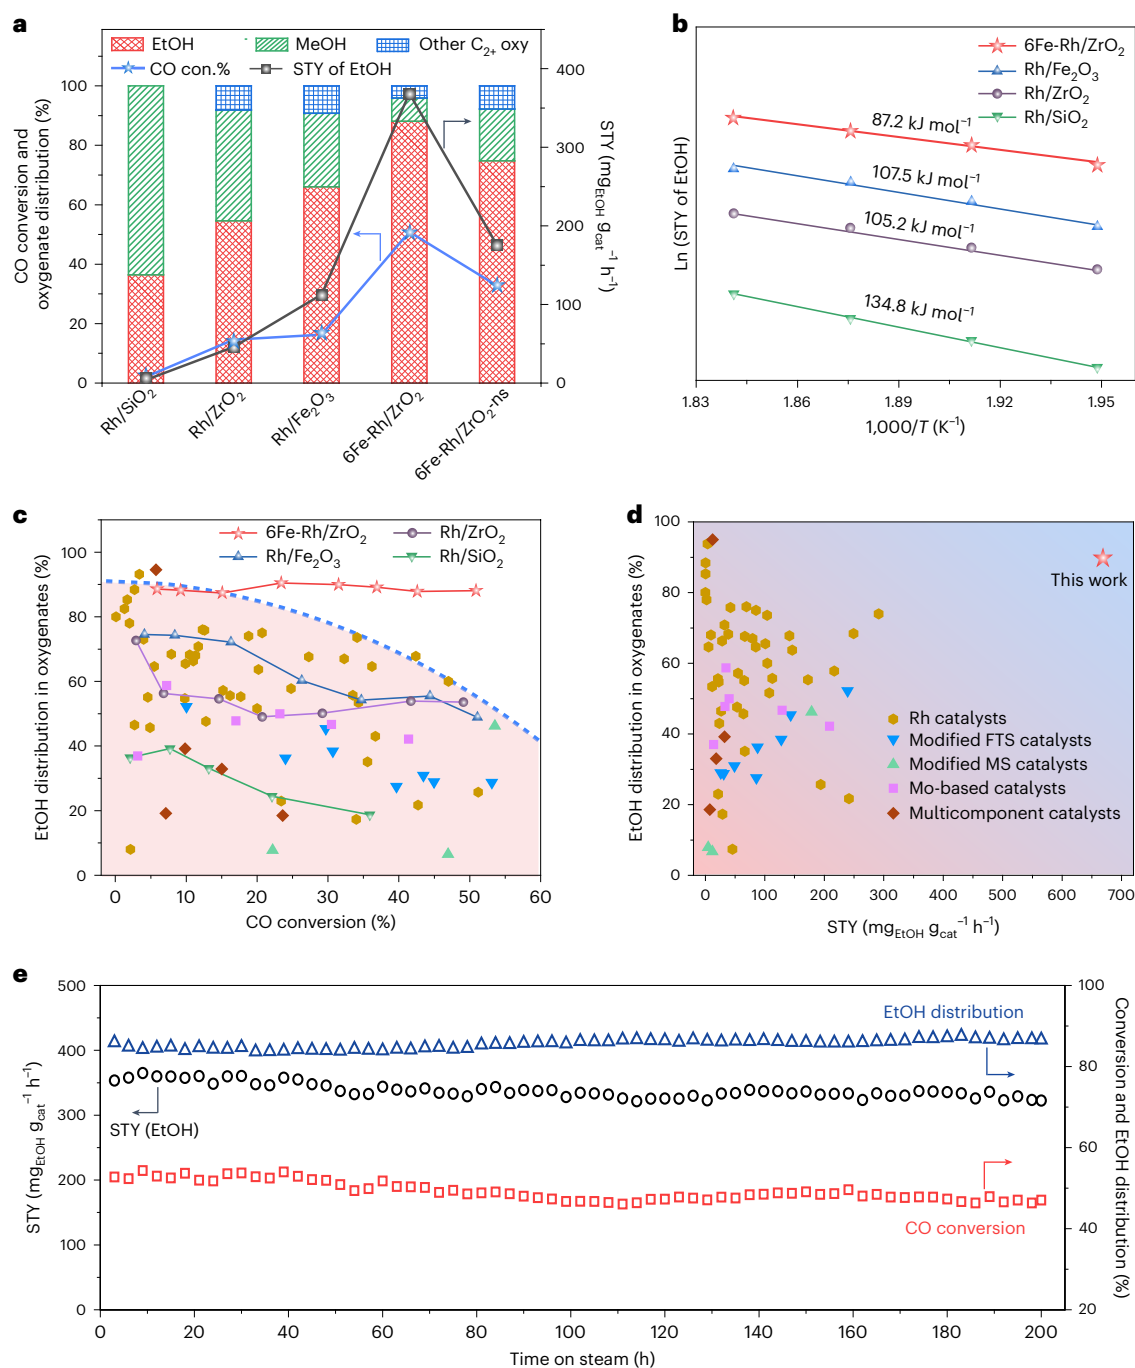 a
EtOH
MeOH
Other C₂₊ oxy
CO con.%
STY of EtOH
CO conversion and
oxygenate distribution (%)
100
80
60
40
20
0
400
300
200
100
0
STY (mg_EtOH g_cat⁻¹ h⁻¹)
Rh/SiO₂
Rh/ZrO₂
Rh/Fe₂O₃
6Fe-Rh/ZrO₂
6Fe-Rh/ZrO₂-ns
b
6Fe-Rh/ZrO₂
Rh/Fe₂O₃
Rh/ZrO₂
Rh/SiO₂
87.2 kJ mol⁻¹
107.5 kJ mol⁻¹
105.2 kJ mol⁻¹
134.8 kJ mol⁻¹
Ln (STY of EtOH)
1.83
1.86
1.89
1.92
1.95
1,000/T (K⁻¹)
c
6Fe-Rh/ZrO₂
Rh/ZrO₂
Rh/Fe₂O₃
Rh/SiO₂
EtOH distribution in oxygenates (%)
100
80
60
40
20
0
0
10
20
30
40
50
60
CO conversion (%)
d
This work
Rh catalysts
Modified FTS catalysts
Modified MS catalysts
Mo-based catalysts
Multicomponent catalysts
EtOH distribution in oxygenates (%)
100
80
60
40
20
0
0
100
200
300
400
500
600
700
STY (mg_EtOH g_cat⁻¹ h⁻¹)
e
EtOH distribution
STY (EtOH)
CO conversion
STY (mg_EtOH g_cat⁻¹ h⁻¹)
500
400
300
200
100
0
100
80
60
40
20
Conversion and EtOH distribution (%)
0
20
40
60
80
100
120
140
160
180
200
Time on steam (h)